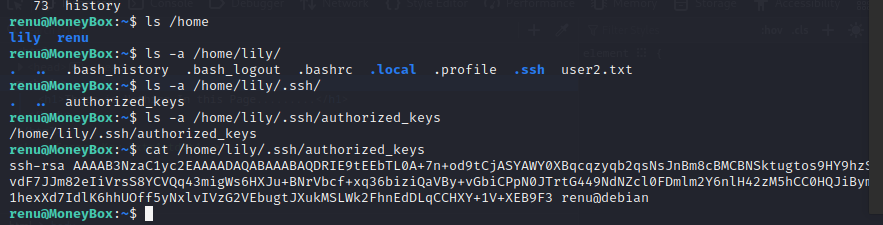 73 history
renu@MoneyBox:~$ ls /home
lily renu
renu@MoneyBox:~$ ls -a /home/lily/
. .. .bash_history .bash_logout .bashrc .local .profile .ssh user2.txt
renu@MoneyBox:~$ ls -a /home/lily/.ssh/
. .. authorized_keys
renu@MoneyBox:~$ ls -a /home/lily/.ssh/authorized_keys
/home/lily/.ssh/authorized_keys
renu@MoneyBox:~$ cat /home/lily/.ssh/authorized_keys
ssh-rsa AAAAB3NzaC1yc2EAAAADAQABAAABAQDRIE9tEEbTL0A+7n+od9tCjASYAWY0XBqcqzyqb2qsNsJnBm8cBMCBNSktugtos9HY9hzS
vdF7JJm82eIiVrsS8YCVQq43migWs6HXJu+BNrVbcf+xq36biziQaVBy+vGbiCPpN0JTrtG449NdNZcl0FDmlm2Y6nlH42zM5hCC0HQJiBym
1hexXd7IdlK6hhUOff5yNxlvIVzG2VEbugtJXukMSLWk2FhnEdDLqCCHXY+1V+XEB9F3 renu@debian
renu@MoneyBox:~$